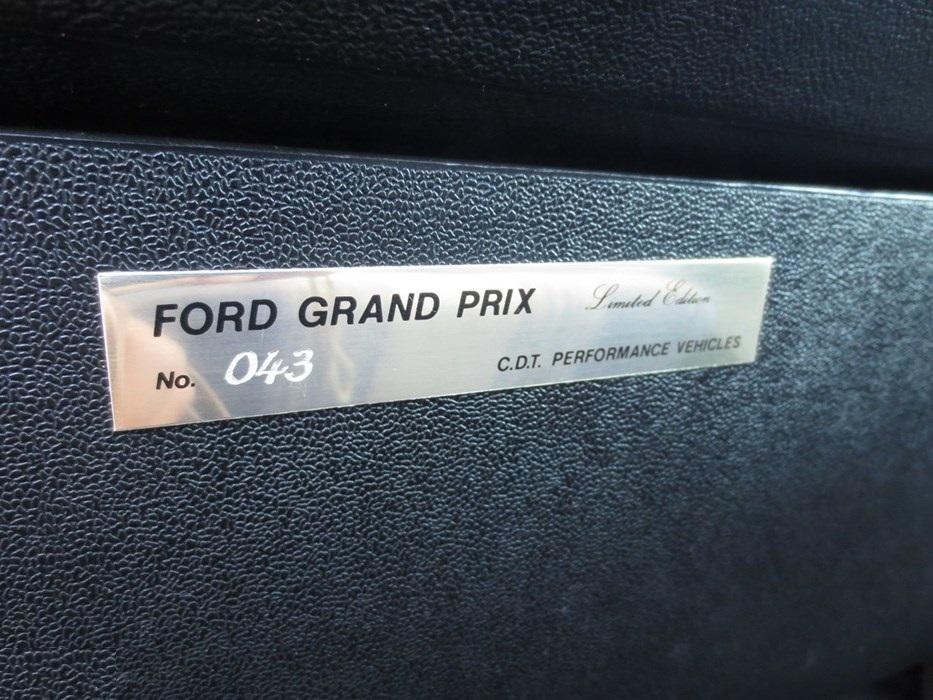 FORD GRAND PRIX Limited Edition
No. 043 C.D.T. PERFORMANCE VEHICLES